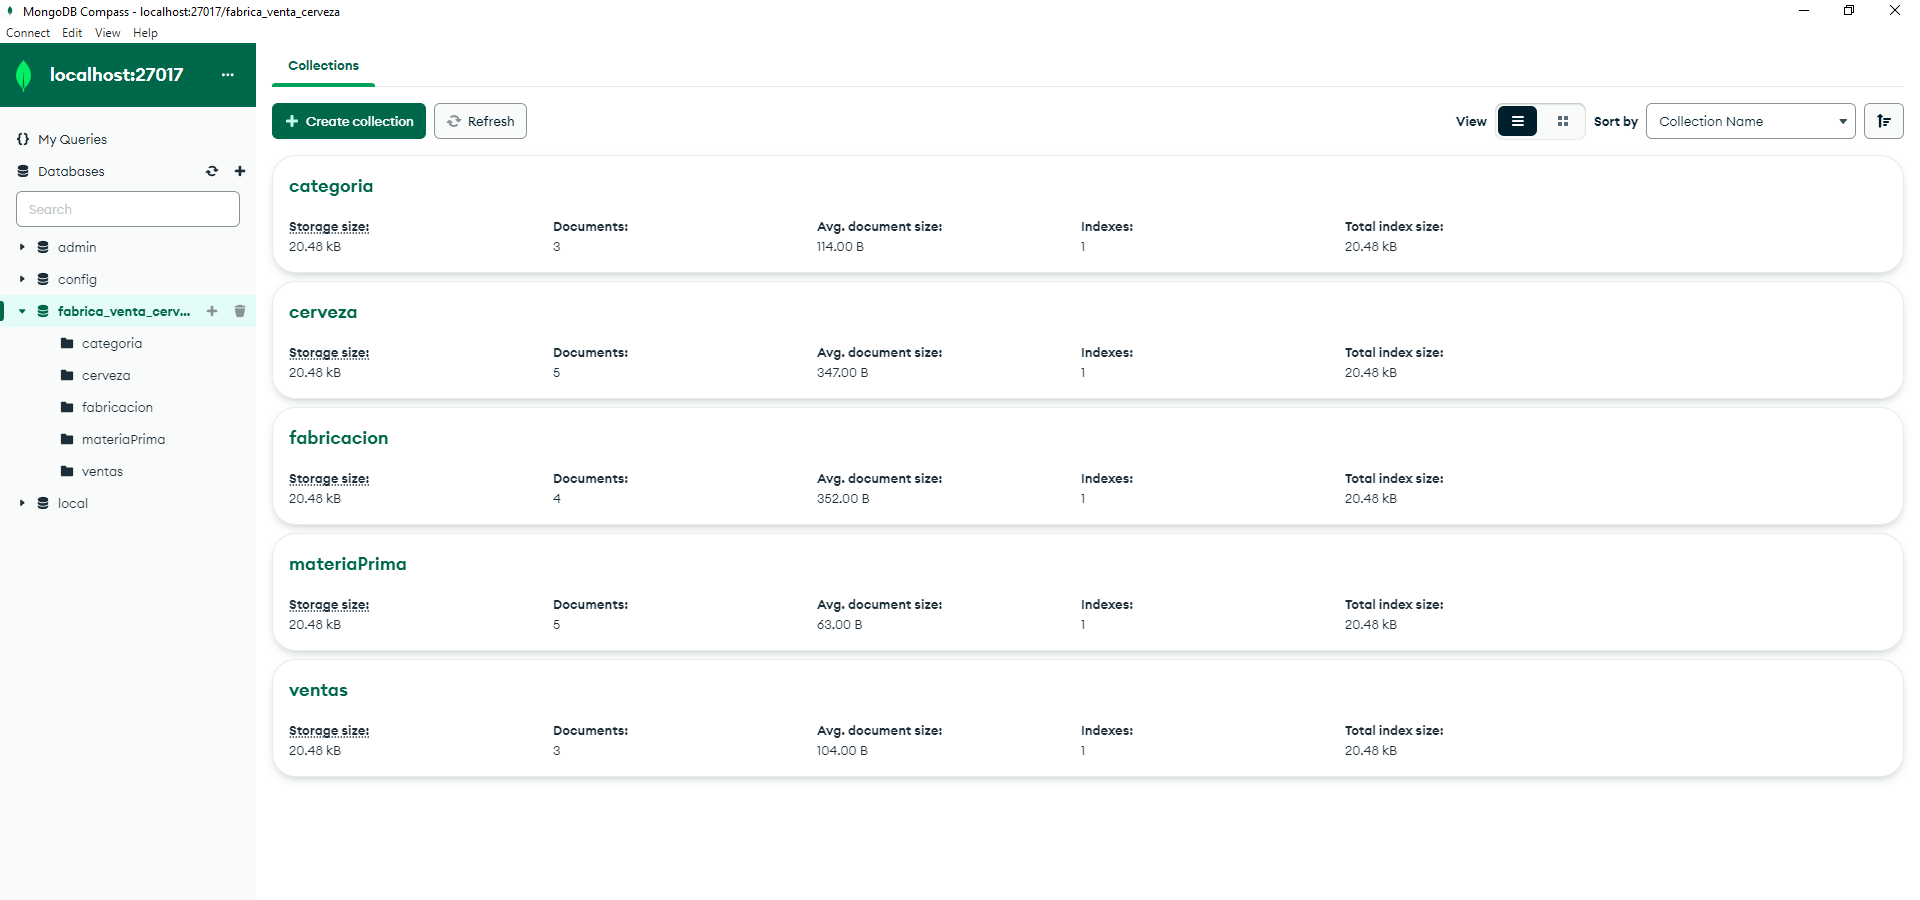 MongoDB Compass - localhost:27017/fabrica_venta_cerveza
Connect Edit View Help
localhost:27017 ...
My Queries
Databases
Search
admin
config
fabrica_venta_cerv...
categoria
cerveza
fabricacion
materiaPrima
ventas
local
Collections
Create collection Refresh View Sort by Collection Name
categoria
Storage size: Documents: Avg. document size: Indexes: Total index size:
20.48 kB 3 114.00 B 1 20.48 kB
cerveza
Storage size: Documents: Avg. document size: Indexes: Total index size:
20.48 kB 5 347.00 B 1 20.48 kB
fabricacion
Storage size: Documents: Avg. document size: Indexes: Total index size:
20.48 kB 4 352.00 B 1 20.48 kB
materiaPrima
Storage size: Documents: Avg. document size: Indexes: Total index size:
20.48 kB 5 63.00 B 1 20.48 kB
ventas
Storage size: Documents: Avg. document size: Indexes: Total index size:
20.48 kB 3 104.00 B 1 20.48 kB